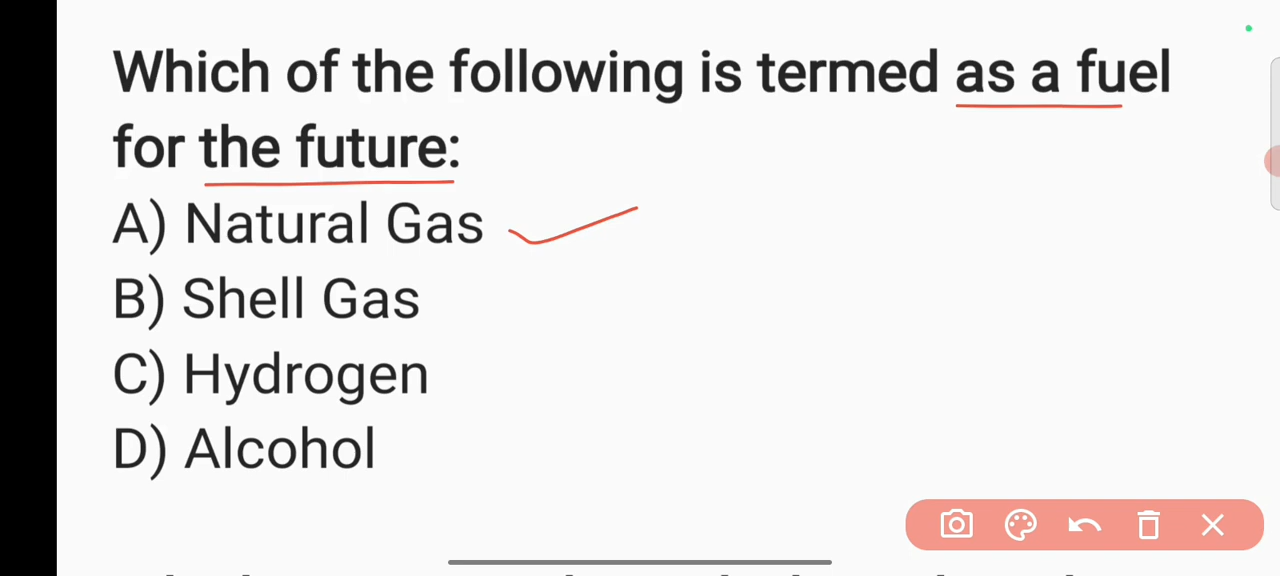 Which of the following is termed as a fuel
for the future:
A) Natural Gas
B) Shell Gas
C) Hydrogen
D) Alcohol